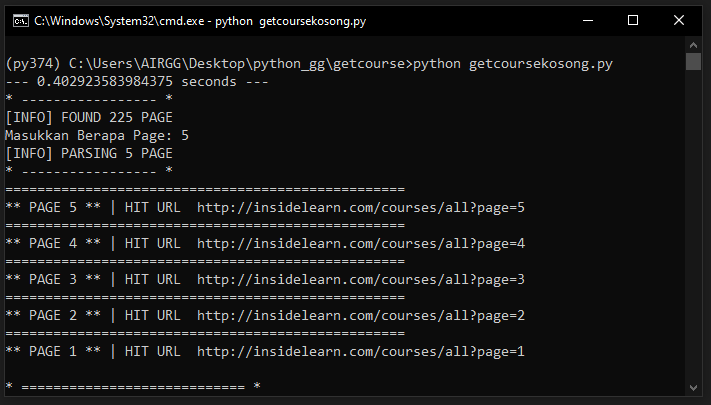 C:\Windows\System32\cmd.exe - python  getcoursekosong.py
(py374) C:\Users\AIRGG\Desktop\python_gg\getcourse>python getcoursekosong.py
--- 0.402923583984375 seconds ---
* ----------------- *
[INFO] FOUND 225 PAGE
Masukkan Berapa Page: 5
[INFO] PARSING 5 PAGE
* ----------------- *
==================================================
** PAGE 5 ** | HIT URL  http://insidelearn.com/courses/all?page=5
==================================================
** PAGE 4 ** | HIT URL  http://insidelearn.com/courses/all?page=4
==================================================
** PAGE 3 ** | HIT URL  http://insidelearn.com/courses/all?page=3
==================================================
** PAGE 2 ** | HIT URL  http://insidelearn.com/courses/all?page=2
==================================================
** PAGE 1 ** | HIT URL  http://insidelearn.com/courses/all?page=1
* ============================ *